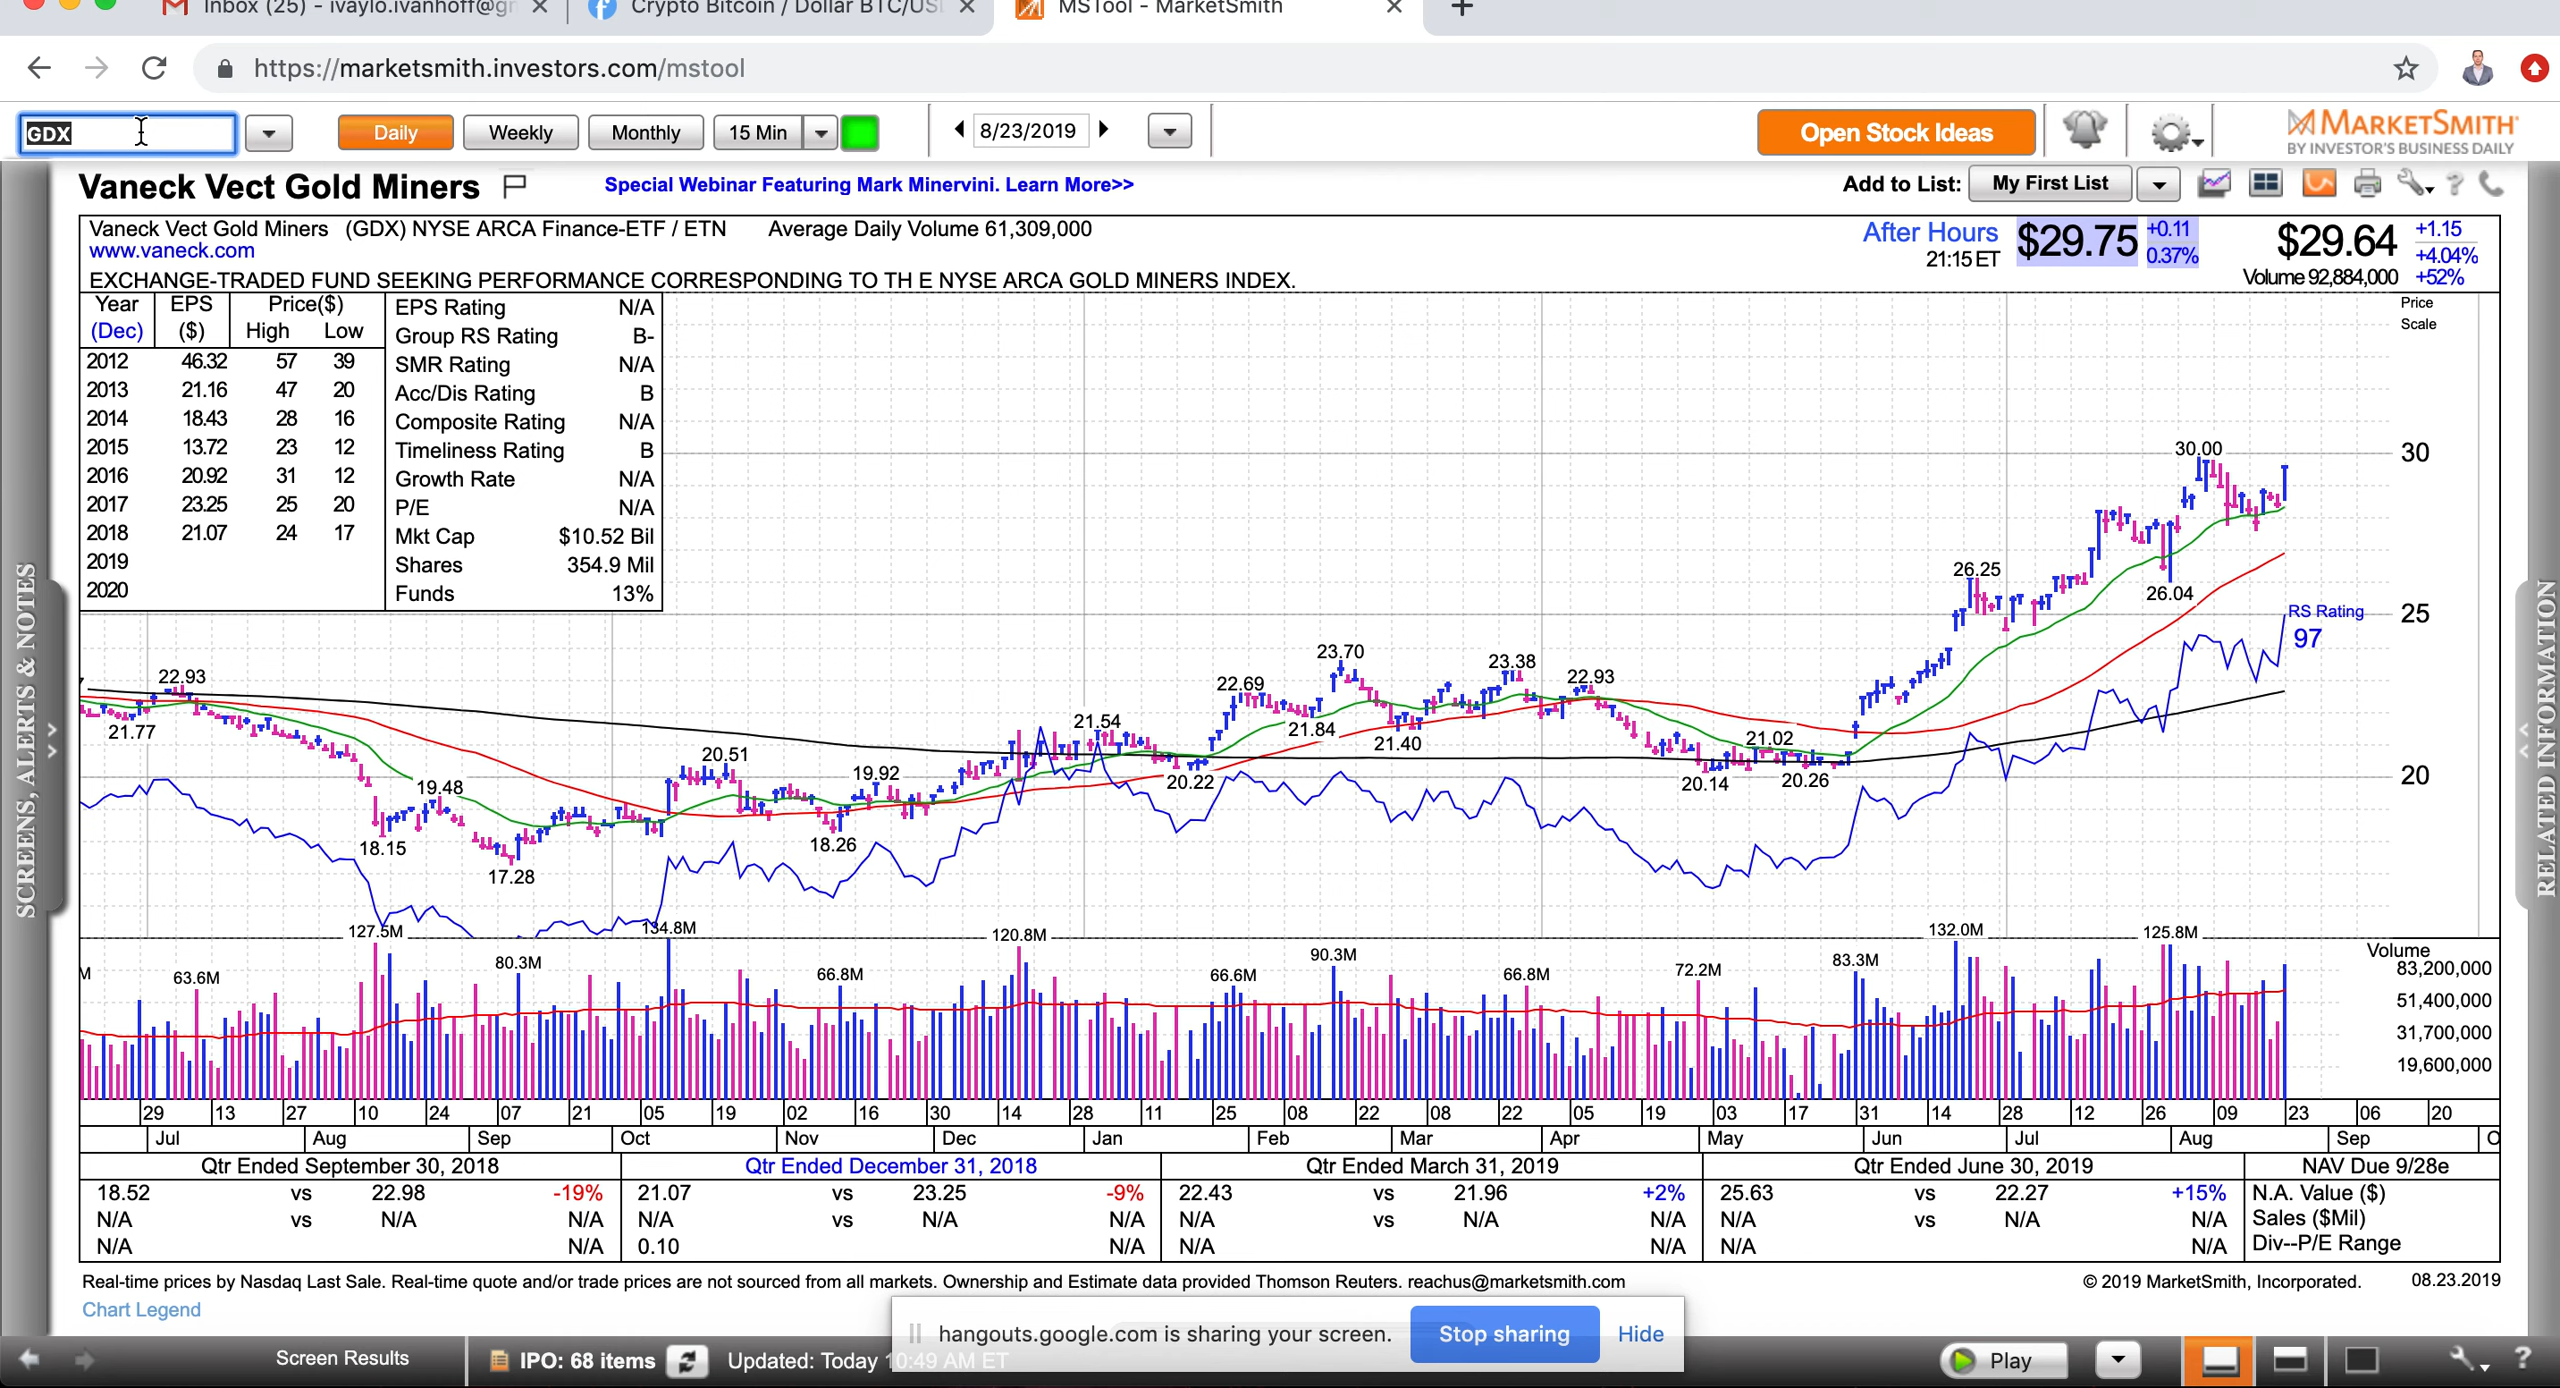 Inbox (25) - ivaylo.ivanhoff@gm
Crypto Bitcoin / Dollar BTC/USD
MSTool - MarketSmith
https://marketsmith.investors.com/mstool
GDX
Daily
Weekly
Monthly
15 Min
8/23/2019
Open Stock Ideas
MARKETSMITH
BY INVESTOR'S BUSINESS DAILY
Vaneck Vect Gold Miners
Special Webinar Featuring Mark Minervini. Learn More>>
Add to List:
My First List
Vaneck Vect Gold Miners (GDX) NYSE ARCA Finance-ETF / ETN Average Daily Volume 61,309,000
www.vaneck.com
EXCHANGE-TRADED FUND SEEKING PERFORMANCE CORRESPONDING TO TH E NYSE ARCA GOLD MINERS INDEX.
After Hours $29.75 +0.11
21:15 ET 0.37%
$29.64 +1.15
+4.04%
Volume 92,884,000 +52%
Year EPS Price($)
(Dec) ($) High Low
2012 46.32 57 39
2013 21.16 47 20
2014 18.43 28 16
2015 13.72 23 12
2016 20.92 31 12
2017 23.25 25 20
2018 21.07 24 17
2019
2020
EPS Rating N/A
Group RS Rating B-
SMR Rating N/A
Acc/Dis Rating B
Composite Rating N/A
Timeliness Rating B
Growth Rate N/A
P/E N/A
Mkt Cap $10.52 Bil
Shares 354.9 Mil
Funds 13%
Price
Scale
30
25
20
RS Rating
97
22.93
21.77
19.48
18.15
17.28
20.51
18.26
19.92
21.54
20.22
22.69
21.84
23.70
21.40
23.38
22.93
20.14
21.02
20.26
26.25
26.04
30.00
M
63.6M
127.5M
80.3M
134.8M
66.8M
120.8M
66.6M
90.3M
66.8M
72.2M
83.3M
132.0M
125.8M
Volume
83,200,000
51,400,000
31,700,000
19,600,000
29 13 27 10 24 07 21 05 19 02 16 30 14 28 11 25 08 22 08 22 05 19 03 17 31 14 28 12 26 09 23 06 20
Jul Aug Sep Oct Nov Dec Jan Feb Mar Apr May Jun Jul Aug Sep O
Qtr Ended September 30, 2018 Qtr Ended December 31, 2018 Qtr Ended March 31, 2019 Qtr Ended June 30, 2019 NAV Due 9/28e
18.52 vs 22.98 -19% 21.07 vs 23.25 -9% 22.43 vs 21.96 +2% 25.63 vs 22.27 +15% N.A. Value ($)
N/A vs N/A N/A N/A vs N/A N/A N/A vs N/A N/A N/A vs N/A N/A Sales ($Mil)
N/A N/A 0.10 N/A N/A N/A N/A N/A Div--P/E Range
Real-time prices by Nasdaq Last Sale. Real-time quote and/or trade prices are not sourced from all markets. Ownership and Estimate data provided Thomson Reuters. reachus@marketsmith.com
© 2019 MarketSmith, Incorporated. 08.23.2019
Chart Legend
SCREENS, ALERTS & NOTES
RELATED INFORMATION
hangouts.google.com is sharing your screen.
Stop sharing
Hide
Screen Results
IPO: 68 items
Updated: Today 10:49 AM ET
Play